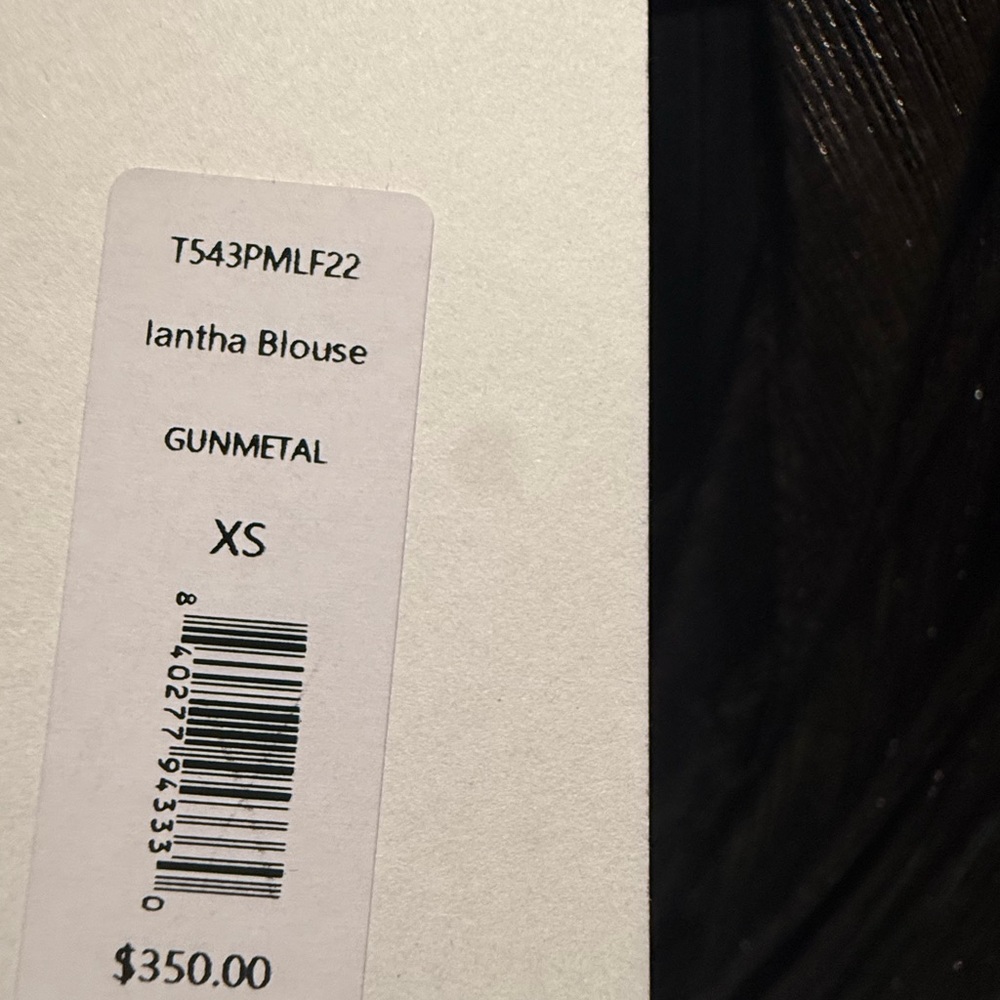 T543PMLF22
Iantha Blouse
GUNMETAL
XS
8 40277 94333 0
$350.00